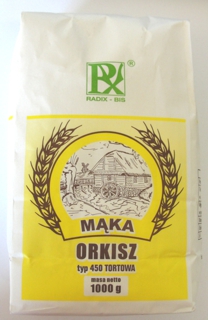 RX
®
RADIX-BIS
MĄKA
ORKISZ
typ 450 TORTOWA
masa netto
1000 g